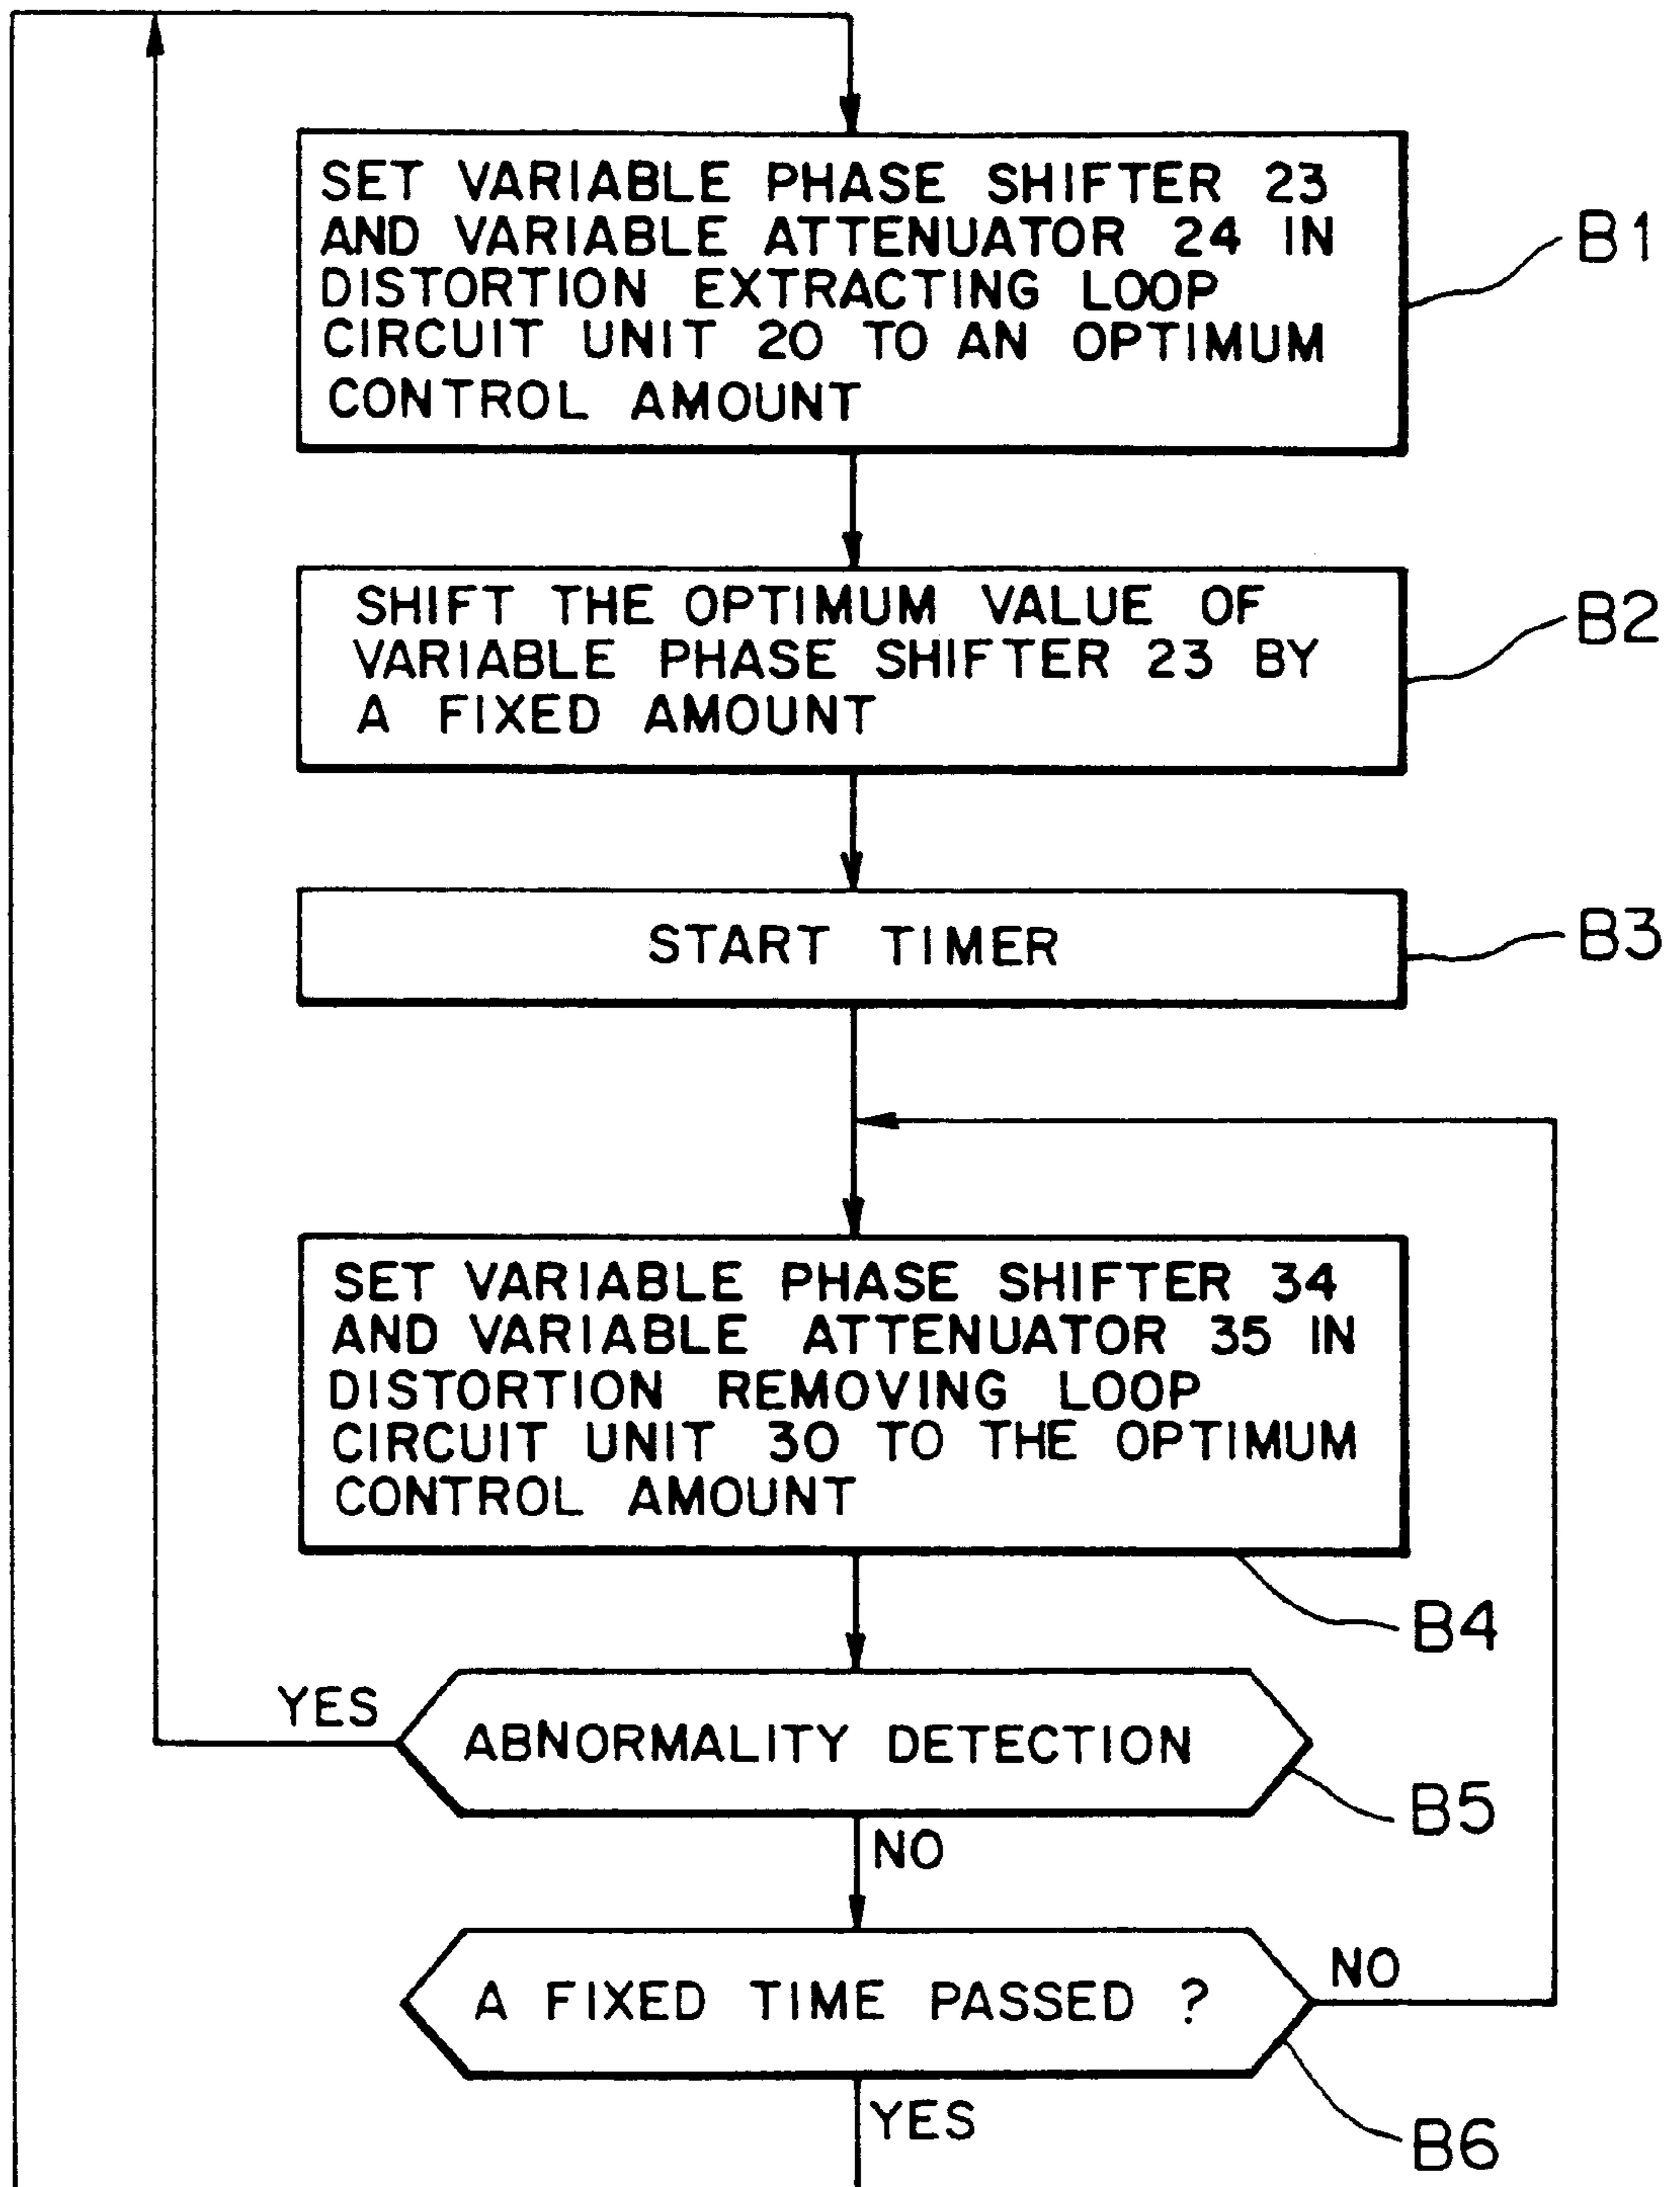 SET VARIABLE PHASE SHIFTER 23
AND VARIABLE ATTENUATOR 24 IN
DISTORTION EXTRACTING LOOP
CIRCUIT UNIT 20 TO AN OPTIMUM
CONTROL AMOUNT
B1
SHIFT THE OPTIMUM VALUE OF
VARIABLE PHASE SHIFTER 23 BY
A FIXED AMOUNT
B2
START TIMER
B3
SET VARIABLE PHASE SHIFTER 34
AND VARIABLE ATTENUATOR 35 IN
DISTORTION REMOVING LOOP
CIRCUIT UNIT 30 TO THE OPTIMUM
CONTROL AMOUNT
B4
YES
ABNORMALITY DETECTION
B5
NO
A FIXED TIME PASSED ?
NO
B6
YES